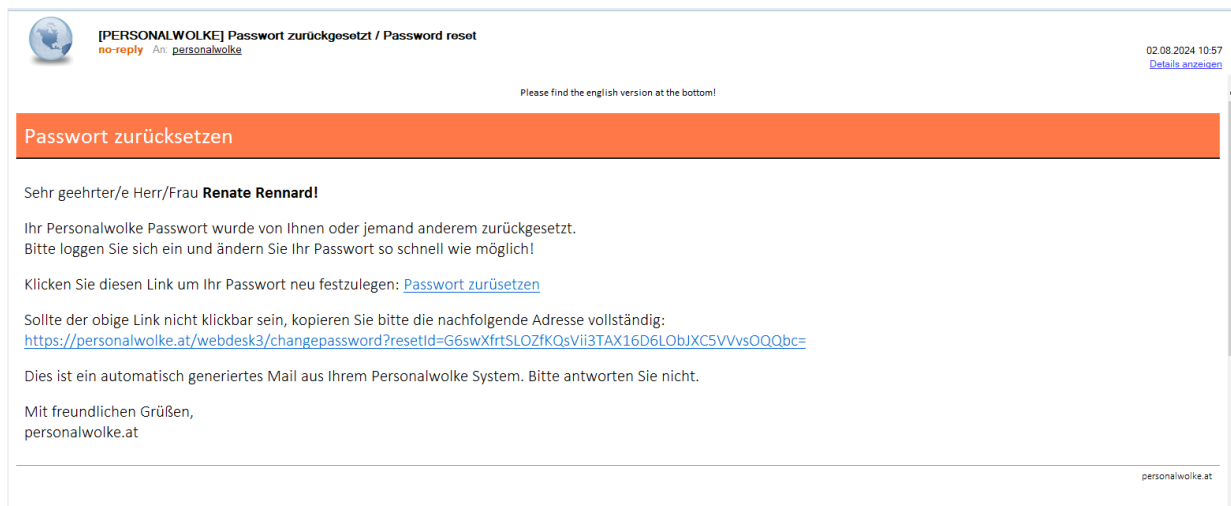 [PERSONALWOLKE] Passwort zurückgesetzt / Password reset
no-reply An: personalwolke
02.08.2024 10:57
Details anzeigen
Please find the english version at the bottom!
Passwort zurücksetzen
Sehr geehrter/e Herr/Frau Renate Rennard!
Ihr Personalwolke Passwort wurde von Ihnen oder jemand anderem zurückgesetzt.
Bitte loggen Sie sich ein und ändern Sie Ihr Passwort so schnell wie möglich!
Klicken Sie diesen Link um Ihr Passwort neu festzulegen: Passwort zurüsetzen
Sollte der obige Link nicht klickbar sein, kopieren Sie bitte die nachfolgende Adresse vollständig:
https://personalwolke.at/webdesk3/changepassword?resetId=G6swXfrtSLOZfKQsVii3TAX16D6LObJXC5VVvsOQQbc=
Dies ist ein automatisch generiertes Mail aus Ihrem Personalwolke System. Bitte antworten Sie nicht.
Mit freundlichen Grüßen,
personalwolke.at
personalwolke.at